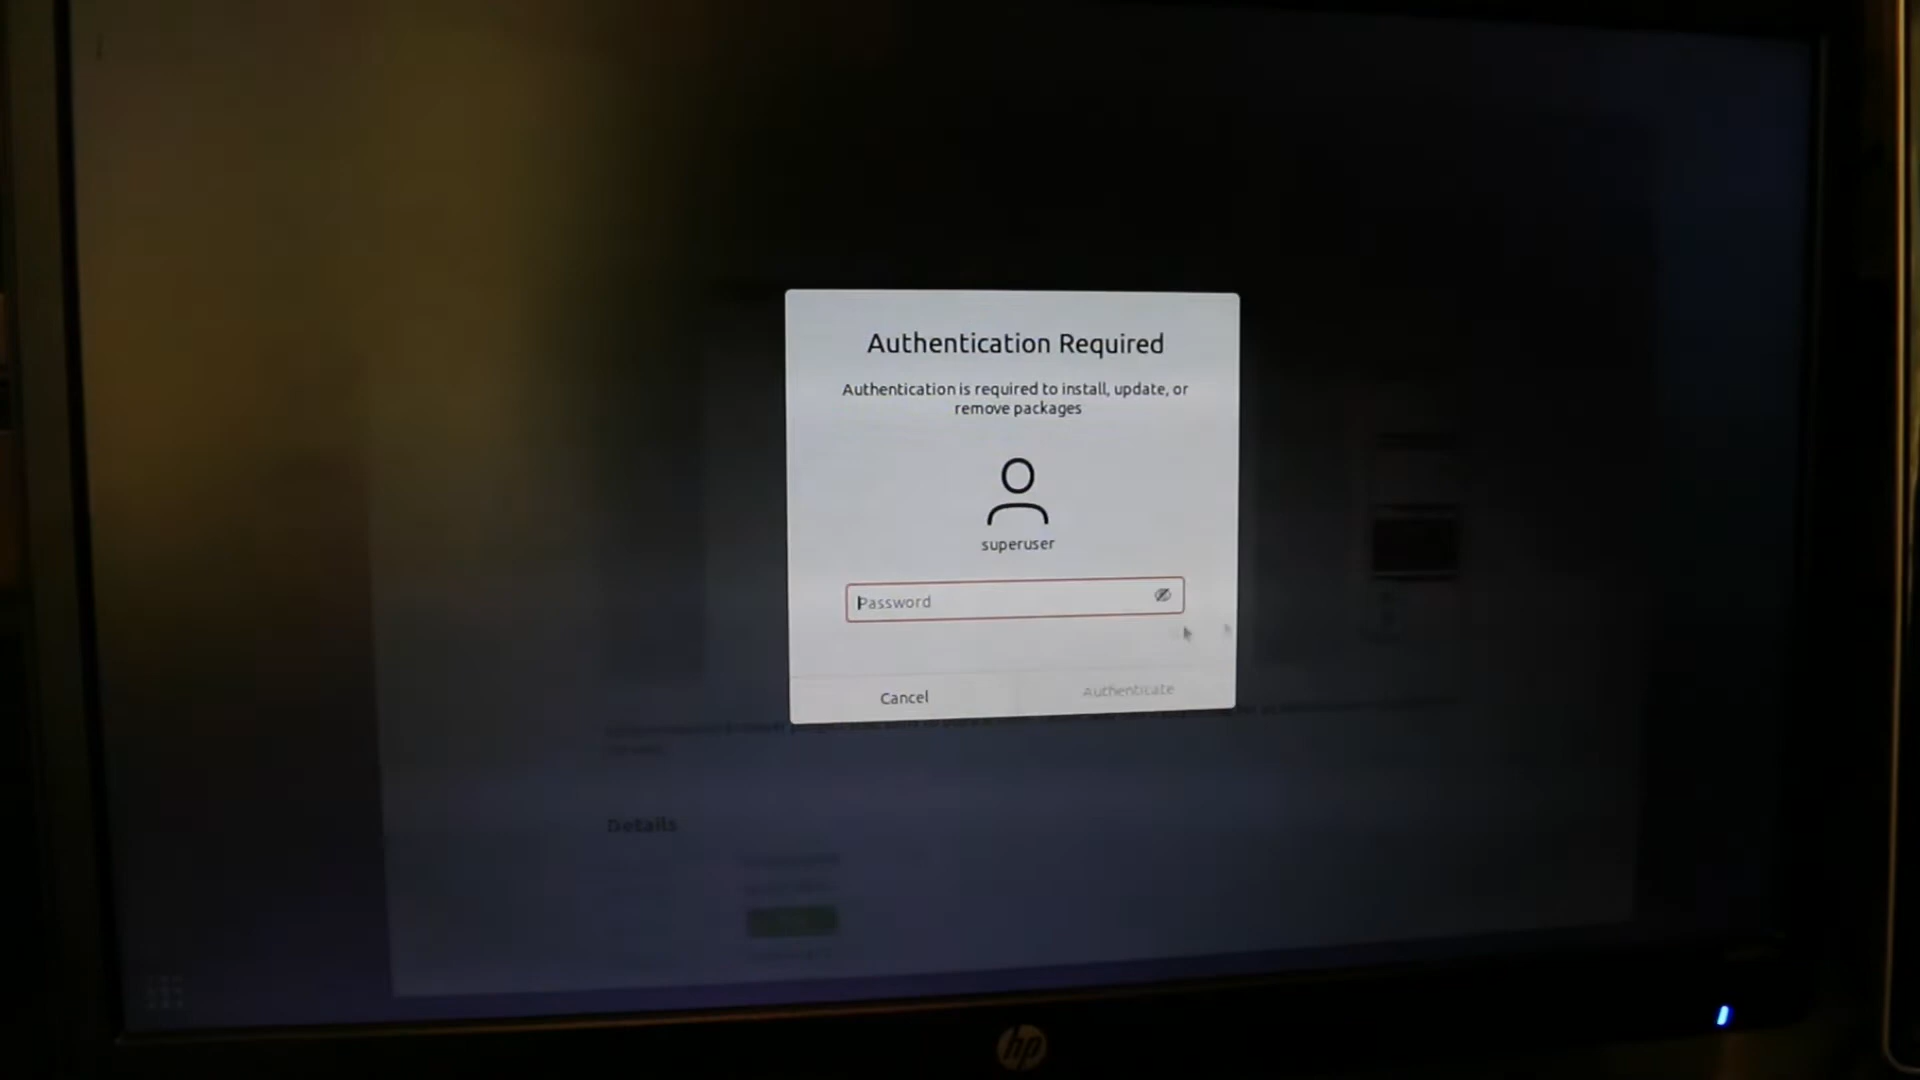 Authentication Required
Authentication is required to install, update, or
remove packages
superuser
Password
Cancel
Authenticate
Details
hp